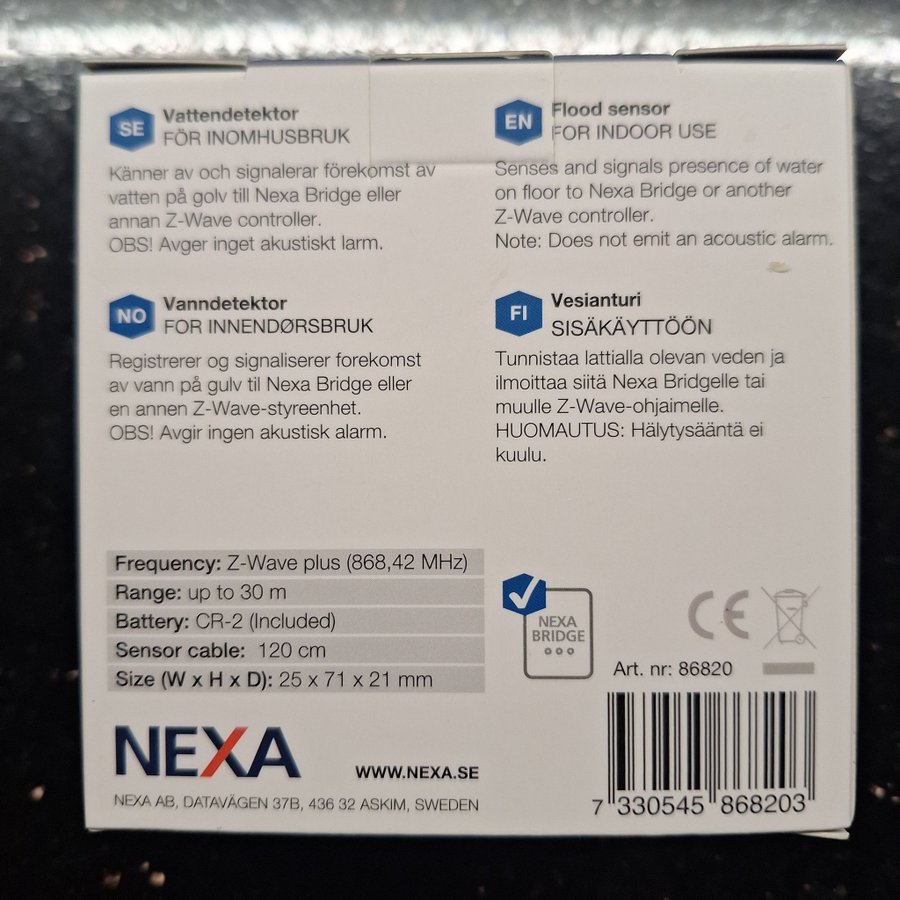 SE
Vattendetektor
FÖR INOMHUSBRUK
Känner av och signalerar förekomst av
vatten på golv till Nexa Bridge eller
annan Z-Wave controller.
OBS! Avger inget akustiskt larm.
EN
Flood sensor
FOR INDOOR USE
Senses and signals presence of water
on floor to Nexa Bridge or another
Z-Wave controller.
Note: Does not emit an acoustic alarm.
NO
Vanndetektor
FOR INNENDØRSBRUK
Registrerer og signaliserer forekomst
av vann på gulv til Nexa Bridge eller
en annen Z-Wave-styreenhet.
OBS! Avgir ingen akustisk alarm.
FI
Vesianturi
SISÄKÄYTTÖÖN
Tunnistaa lattialla olevan veden ja
ilmoittaa siitä Nexa Bridgelle tai
muulle Z-Wave-ohjaimelle.
HUOMAUTUS: Hälytysääntä ei
kuulu.
Frequency: Z-Wave plus (868,42 MHz)
Range: up to 30 m
Battery: CR-2 (Included)
Sensor cable: 120 cm
Size (W x H x D): 25 x 71 x 21 mm
NEXA
BRIDGE
CE
Art. nr: 86820
NEXA
WWW.NEXA.SE
NEXA AB, DATAVÄGEN 37B, 436 32 ASKIM, SWEDEN
7 330545 868203